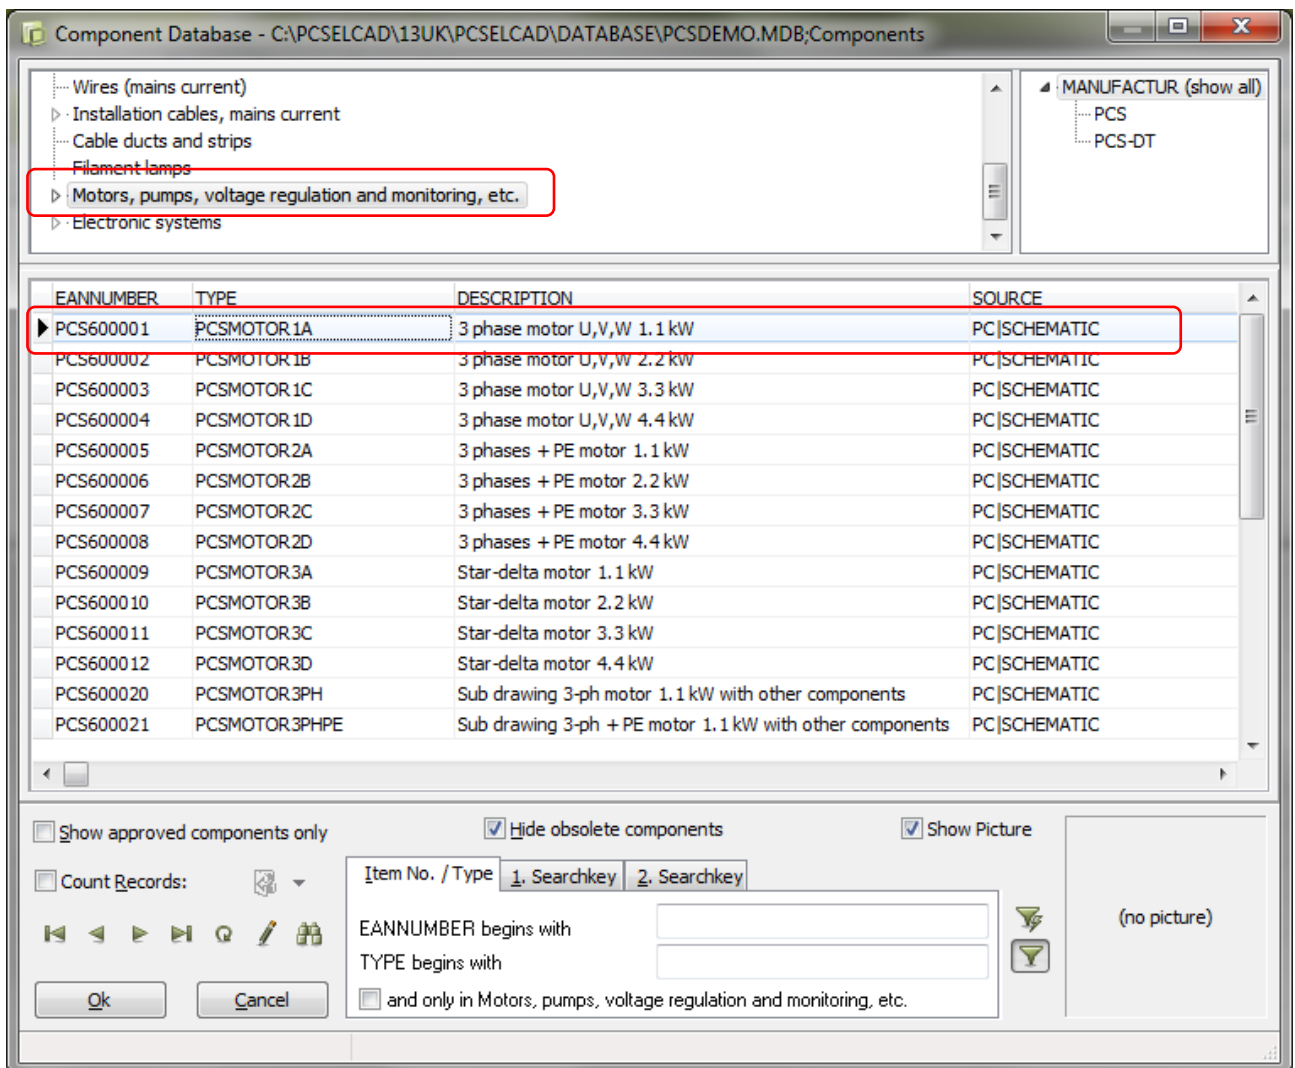 Component Database - C:\PCSELCAD\13UK\PCSELCAD\DATABASE\PCSDEMO.MDB;Components
Wires (mains current)
Installation cables, mains current
Cable ducts and strips
Filament lamps
Motors, pumps, voltage regulation and monitoring, etc.
Electronic systems
MANUFACTUR (show all)
PCS
PCS-DT
EANNUMBER TYPE DESCRIPTION SOURCE
PCS600001 PCSMOTOR1A 3 phase motor U,V,W 1.1 kW PC|SCHEMATIC
PCS600002 PCSMOTOR1B 3 phase motor U,V,W 2.2 kW PC|SCHEMATIC
PCS600003 PCSMOTOR1C 3 phase motor U,V,W 3.3 kW PC|SCHEMATIC
PCS600004 PCSMOTOR1D 3 phase motor U,V,W 4.4 kW PC|SCHEMATIC
PCS600005 PCSMOTOR2A 3 phases + PE motor 1.1 kW PC|SCHEMATIC
PCS600006 PCSMOTOR2B 3 phases + PE motor 2.2 kW PC|SCHEMATIC
PCS600007 PCSMOTOR2C 3 phases + PE motor 3.3 kW PC|SCHEMATIC
PCS600008 PCSMOTOR2D 3 phases + PE motor 4.4 kW PC|SCHEMATIC
PCS600009 PCSMOTOR3A Star-delta motor 1.1 kW PC|SCHEMATIC
PCS600010 PCSMOTOR3B Star-delta motor 2.2 kW PC|SCHEMATIC
PCS600011 PCSMOTOR3C Star-delta motor 3.3 kW PC|SCHEMATIC
PCS600012 PCSMOTOR3D Star-delta motor 4.4 kW PC|SCHEMATIC
PCS600020 PCSMOTOR3PH Sub drawing 3-ph motor 1.1 kW with other components PC|SCHEMATIC
PCS600021 PCSMOTOR3PHPE Sub drawing 3-ph + PE motor 1.1 kW with other components PC|SCHEMATIC
Show approved components only Hide obsolete components Show Picture
Count Records:
Item No. / Type 1. Searchkey 2. Searchkey
EANNUMBER begins with
TYPE begins with
and only in Motors, pumps, voltage regulation and monitoring, etc.
(no picture)
Ok Cancel